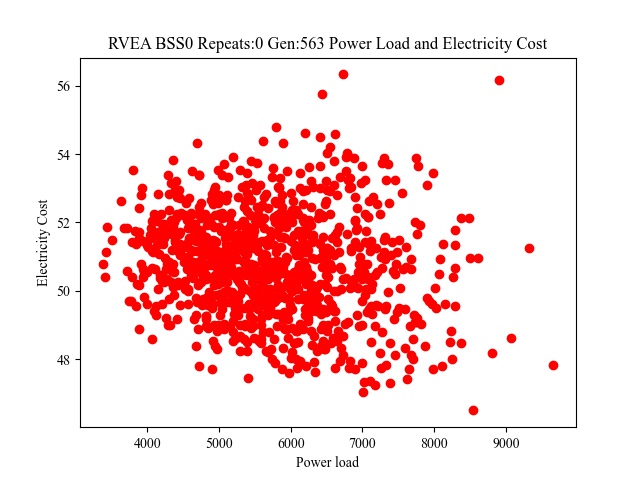 RVEA BSS0 Repeats:0 Gen:563 Power Load and Electricity Cost
56
54
52
50
48
Electricity Cost
4000 5000 6000 7000 8000 9000
Power load